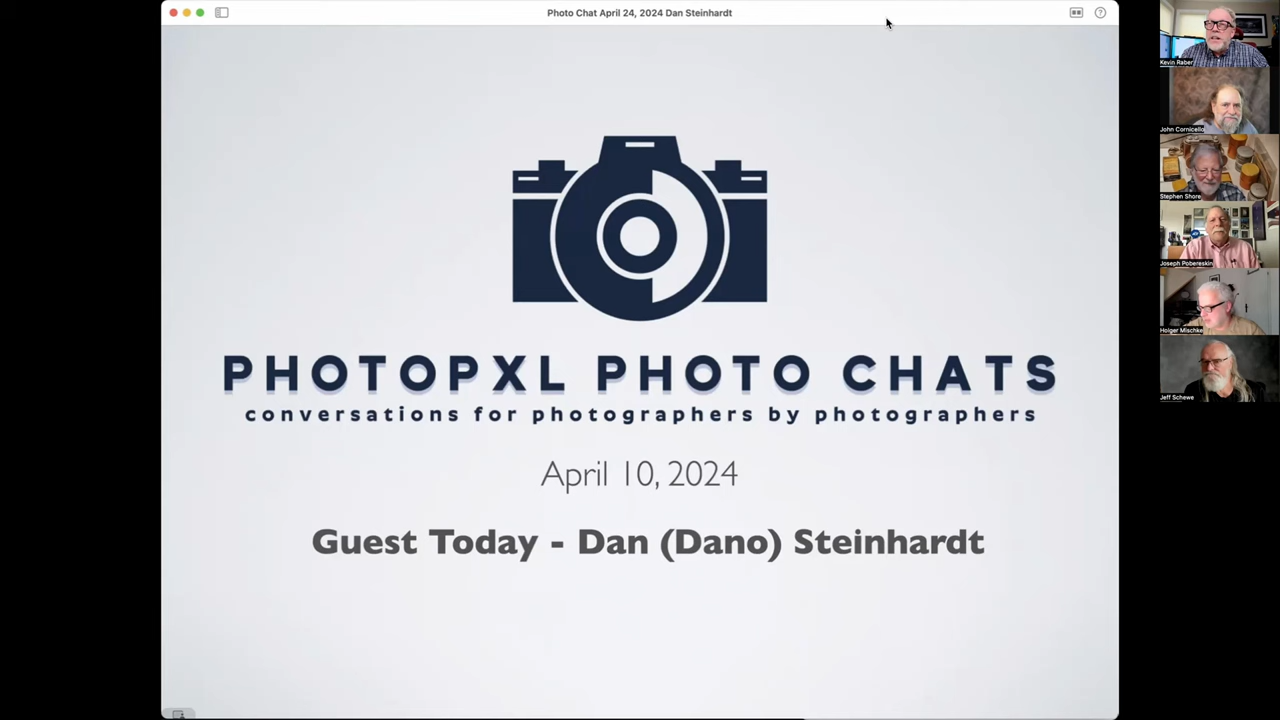 Photo Chat April 24, 2024 Dan Steinhardt
PHOTOPXL PHOTO CHATS
conversations for photographers by photographers
April 10, 2024
Guest Today - Dan (Dano) Steinhardt
Kevin Raber
John Cornicello
Stephen Shore
Joseph Pobereskin
Holger Mischke
Jeff Schewe